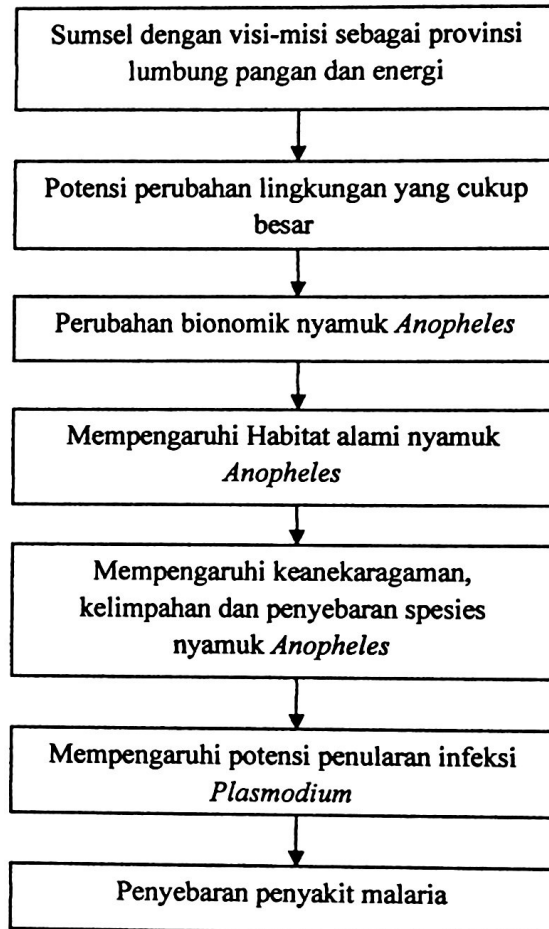 Sumsel dengan visi-misi sebagai provinsi
lumbung pangan dan energi
Potensi perubahan lingkungan yang cukup
besar
Perubahan bionomik nyamuk Anopheles
Mempengaruhi Habitat alami nyamuk
Anopheles
Mempengaruhi keanekaragaman,
kelimpahan dan penyebaran spesies
nyamuk Anopheles
Mempengaruhi potensi penularan infeksi
Plasmodium
Penyebaran penyakit malaria